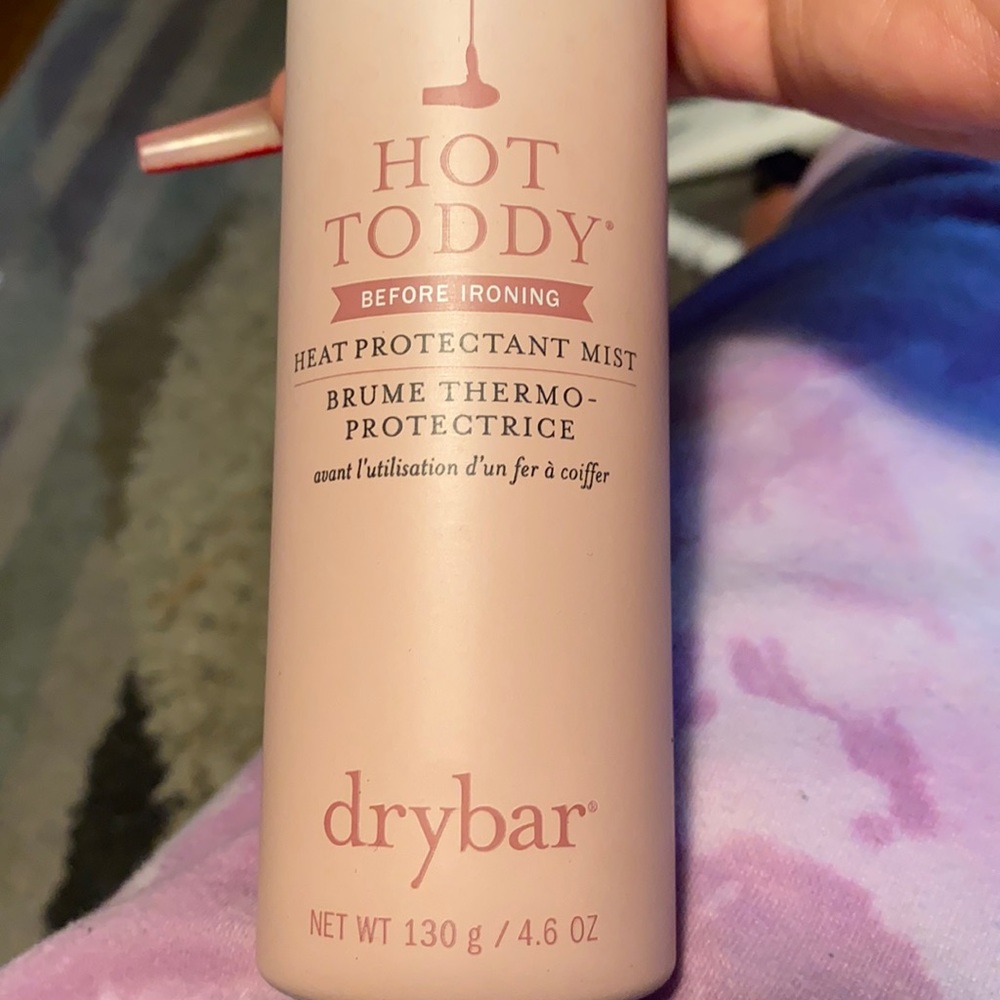 HOT
TODDY®
BEFORE IRONING
HEAT PROTECTANT MIST
BRUME THERMO-
PROTECTRICE
avant l'utilisation d'un fer à coiffer
drybar®
NET WT 130 g / 4.6 OZ